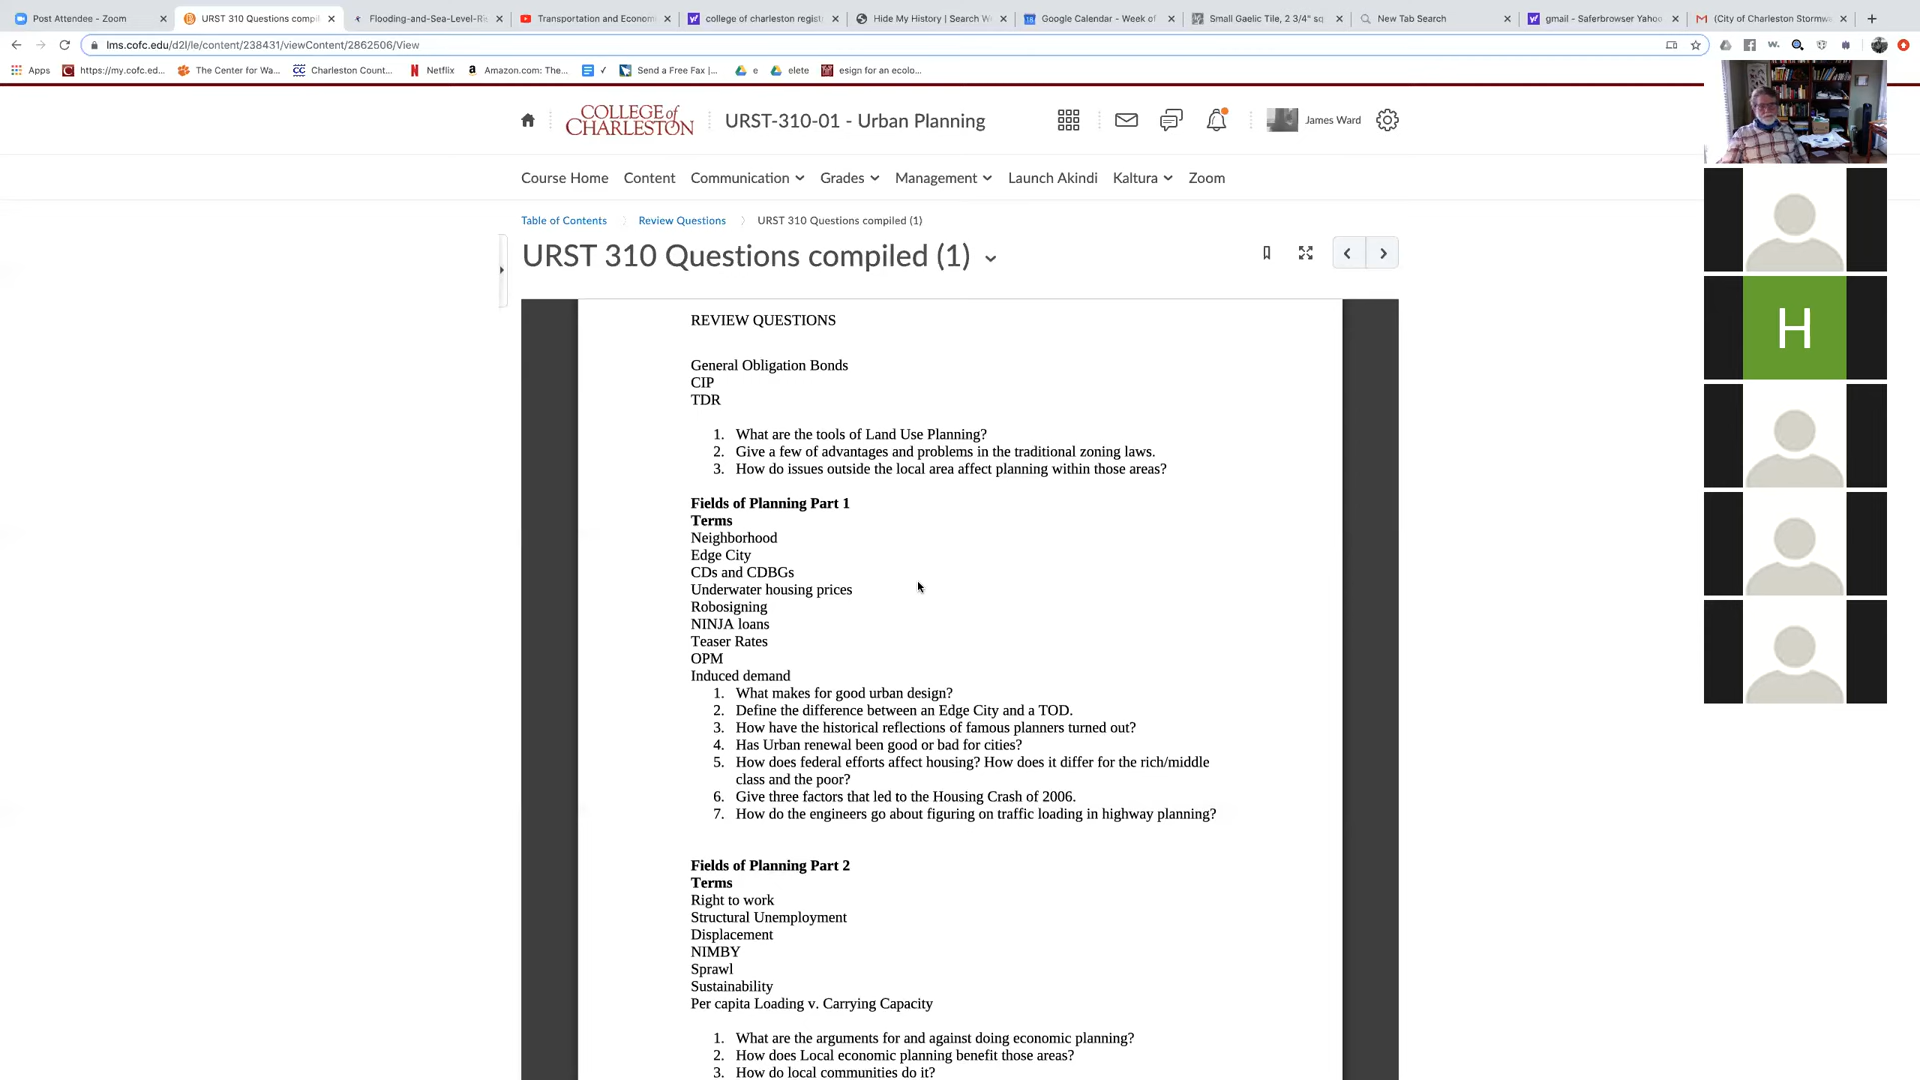 Post Attendee - Zoom
URST 310 Questions compil
Flooding-and-Sea-Level-Ri
Transportation and Econom
college of charleston registr
Hide My History | Search W
Google Calendar - Week of
Small Gaelic Tile, 2 3/4" sq
New Tab Search
gmail - Saferbrowser Yahoo
(City of Charleston Stormwa
lms.cofc.edu/d2l/le/content/238431/viewContent/2862506/View
Apps
https://my.cofc.ed...
The Center for Wa...
CC Charleston Count...
Netflix
Amazon.com: The...
Send a Free Fax |...
e
elete
esign for an ecolo...
COLLEGE of
CHARLESTON
URST-310-01 - Urban Planning
James Ward
Course Home
Content
Communication
Grades
Management
Launch Akindi
Kaltura
Zoom
Table of Contents
Review Questions
URST 310 Questions compiled (1)
URST 310 Questions compiled (1)
REVIEW QUESTIONS
General Obligation Bonds
CIP
TDR
1. What are the tools of Land Use Planning?
2. Give a few of advantages and problems in the traditional zoning laws.
3. How do issues outside the local area affect planning within those areas?
Fields of Planning Part 1
Terms
Neighborhood
Edge City
CDs and CDBGs
Underwater housing prices
Robosigning
NINJA loans
Teaser Rates
OPM
Induced demand
1. What makes for good urban design?
2. Define the difference between an Edge City and a TOD.
3. How have the historical reflections of famous planners turned out?
4. Has Urban renewal been good or bad for cities?
5. How does federal efforts affect housing? How does it differ for the rich/middle
class and the poor?
6. Give three factors that led to the Housing Crash of 2006.
7. How do the engineers go about figuring on traffic loading in highway planning?
Fields of Planning Part 2
Terms
Right to work
Structural Unemployment
Displacement
NIMBY
Sprawl
Sustainability
Per capita Loading v. Carrying Capacity
1. What are the arguments for and against doing economic planning?
2. How does Local economic planning benefit those areas?
3. How do local communities do it?
H